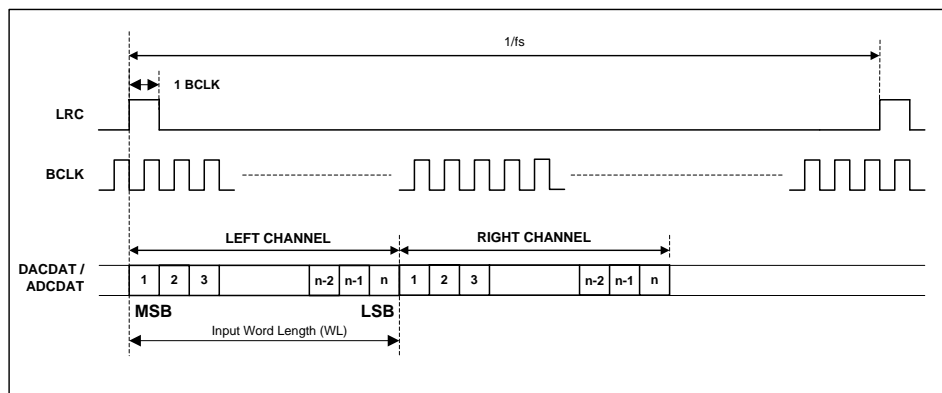 1/fs
1 BCLK
LRC
BCLK
LEFT CHANNEL RIGHT CHANNEL
DACDAT /
ADCDAT
1 2 3 n-2 n-1 n 1 2 3 n-2 n-1 n
MSB LSB
Input Word Length (WL)